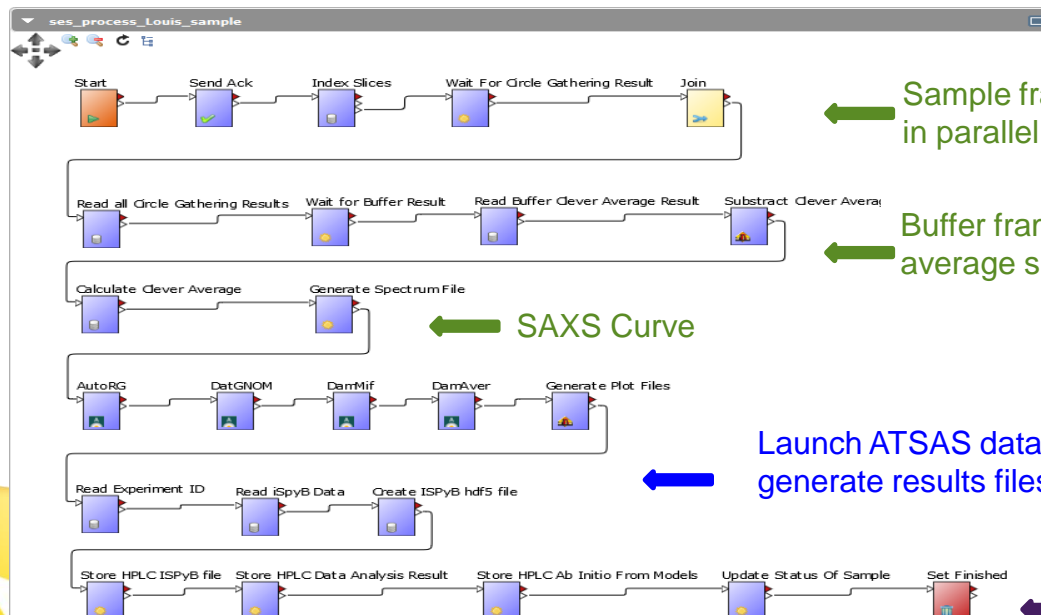 ses_process_Louis_sample
Start Send Ack Index Slices Wait For Circle Gathering Result Join
Sample fra
in parallel
Read all Circle Gathering Results Wait for Buffer Result Read Buffer Clever Average Result Substract Clever Averag
Buffer fran
average s
Calculate Clever Average Generate Spectrum File
SAXS Curve
AutoRG DatGNOM DamMif DamAver Generate Plot Files
Launch ATSAS data
generate results files
Read Experiment ID Read iSpyB Data Create ISPyB hdf5 file
Store HPLC ISPyB file Store HPLC Data Analysis Result Store HPLC Ab Initio From Models Update Status Of Sample Set Finished